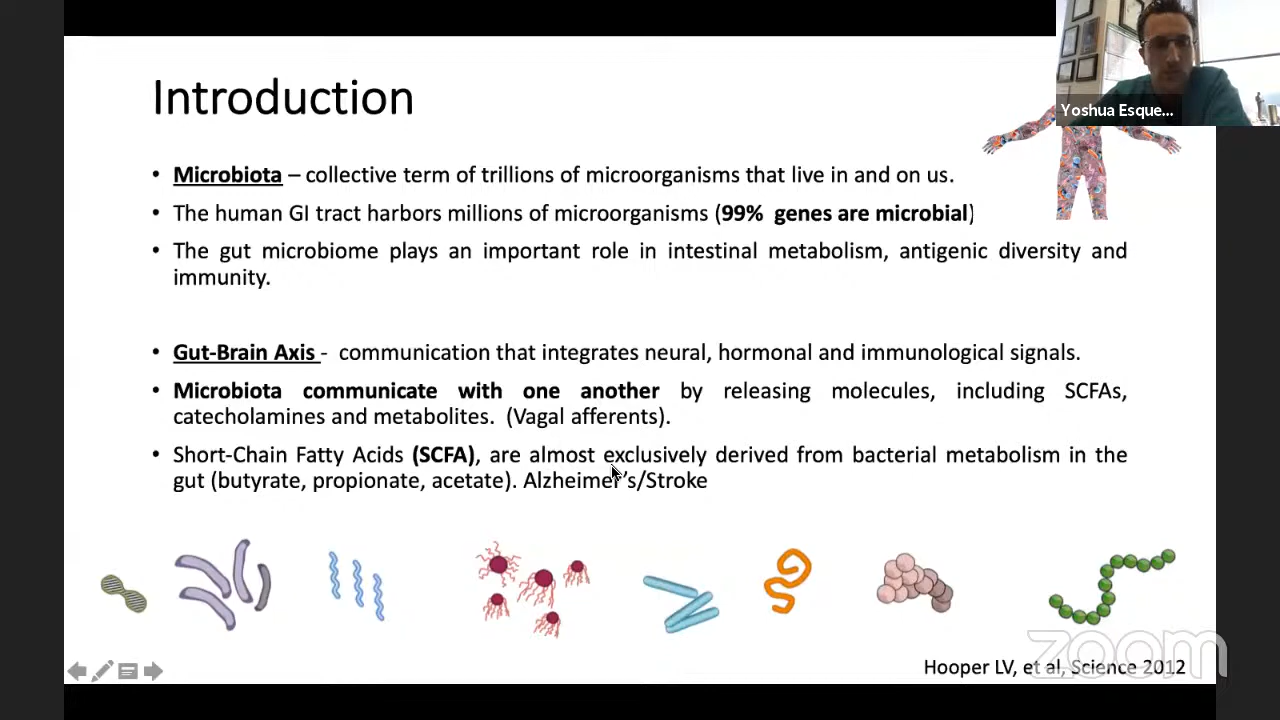 Yoshua Esque...
Introduction
• Microbiota – collective term of trillions of microorganisms that live in and on us.
• The human GI tract harbors millions of microorganisms (99% genes are microbial)
• The gut microbiome plays an important role in intestinal metabolism, antigenic diversity and
immunity.
• Gut-Brain Axis - communication that integrates neural, hormonal and immunological signals.
• Microbiota communicate with one another by releasing molecules, including SCFAs,
catecholamines and metabolites. (Vagal afferents).
• Short-Chain Fatty Acids (SCFA), are almost exclusively derived from bacterial metabolism in the
gut (butyrate, propionate, acetate). Alzheimer's/Stroke
zoom
Hooper LV, et al, Science 2012